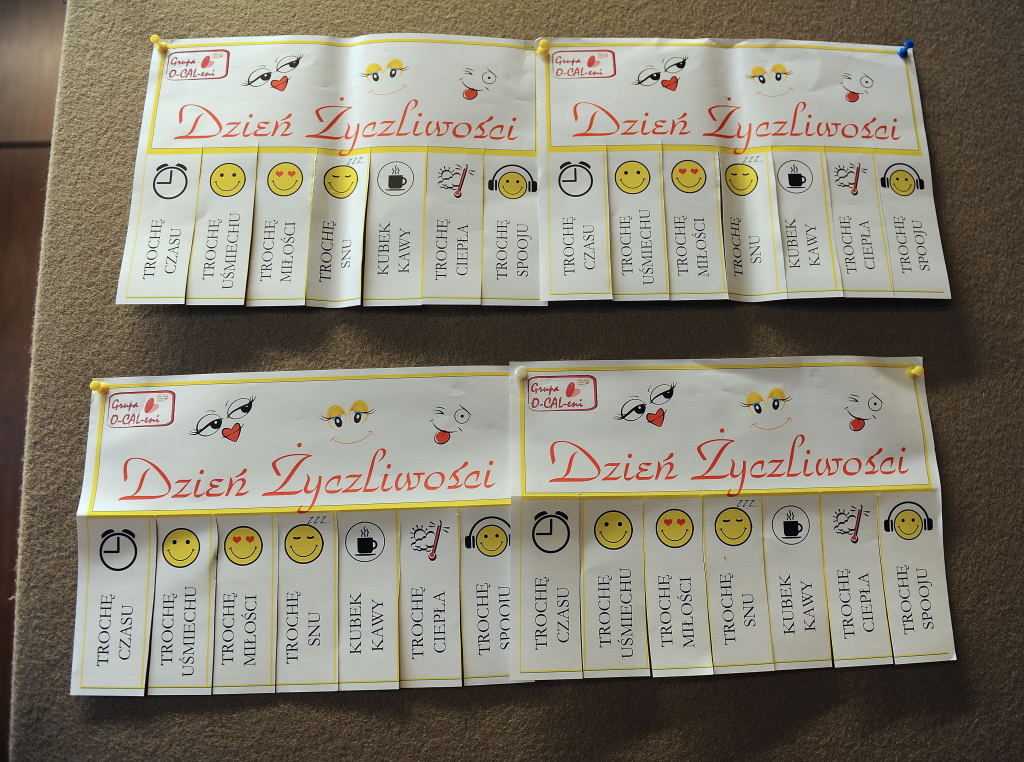 Grupa
O-CAL-eni
Dzień Życzliwości
zzz...
TROCHĘ
CZASU
TROCHĘ
UŚMIECHU
TROCHĘ
MIŁOŚCI
TROCHĘ
SNU
KUBEK
KAWY
TROCHĘ
CIEPŁA
TROCHĘ
SPOOJU
Grupa
O-CAL-eni
Dzień Życzliwości
zzz...
TROCHĘ
CZASU
TROCHĘ
UŚMIECHU
TROCHĘ
MIŁOŚCI
TROCHĘ
SNU
KUBEK
KAWY
TROCHĘ
CIEPŁA
TROCHĘ
SPOOJU
Grupa
O-CAL-eni
Dzień Życzliwości
zzz...
TROCHĘ
CZASU
TROCHĘ
UŚMIECHU
TROCHĘ
MIŁOŚCI
TROCHĘ
SNU
KUBEK
KAWY
TROCHĘ
CIEPŁA
TROCHĘ
SPOOJU
Grupa
O-CAL-eni
Dzień Życzliwości
zzz...
TROCHĘ
CZASU
TROCHĘ
UŚMIECHU
TROCHĘ
MIŁOŚCI
TROCHĘ
SNU
KUBEK
KAWY
TROCHĘ
CIEPŁA
TROCHĘ
SPOOJU